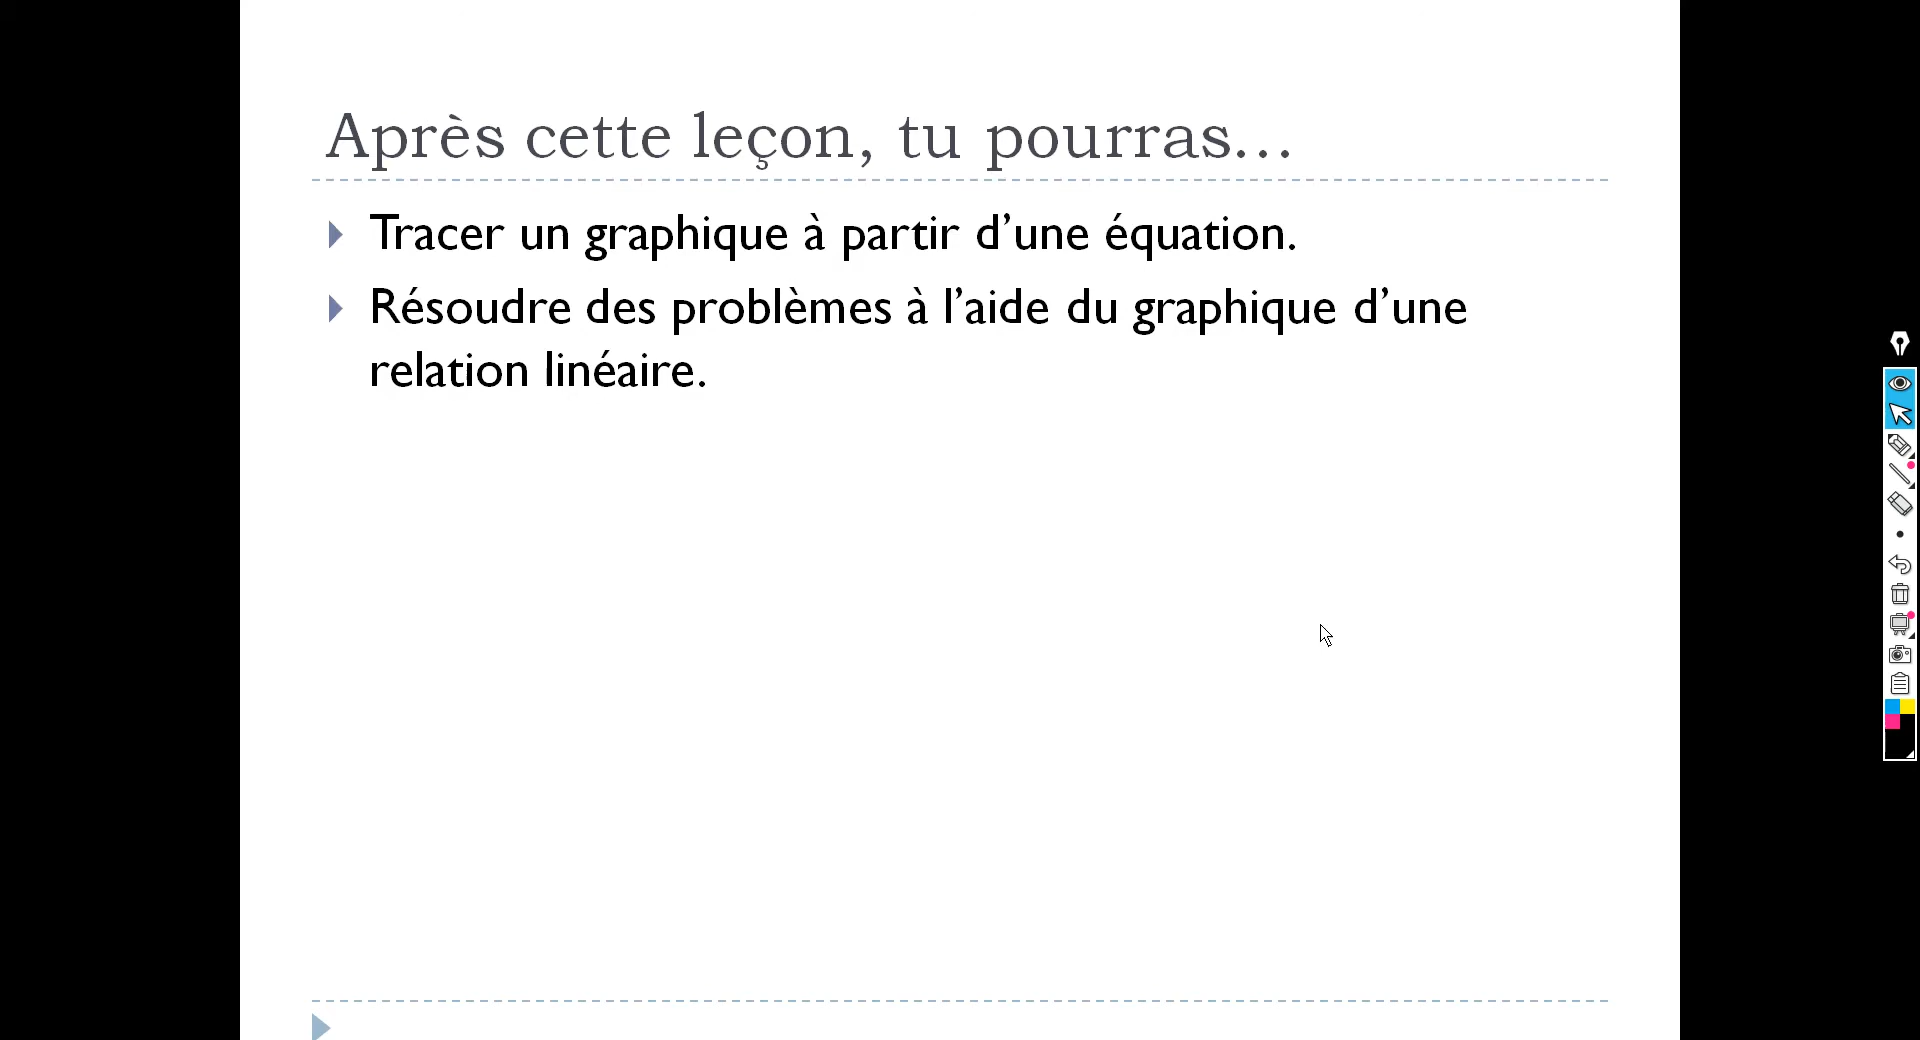 Après cette leçon, tu pourras...
Tracer un graphique à partir d’une équation.
Résoudre des problèmes à l’aide du graphique d’une
relation linéaire.